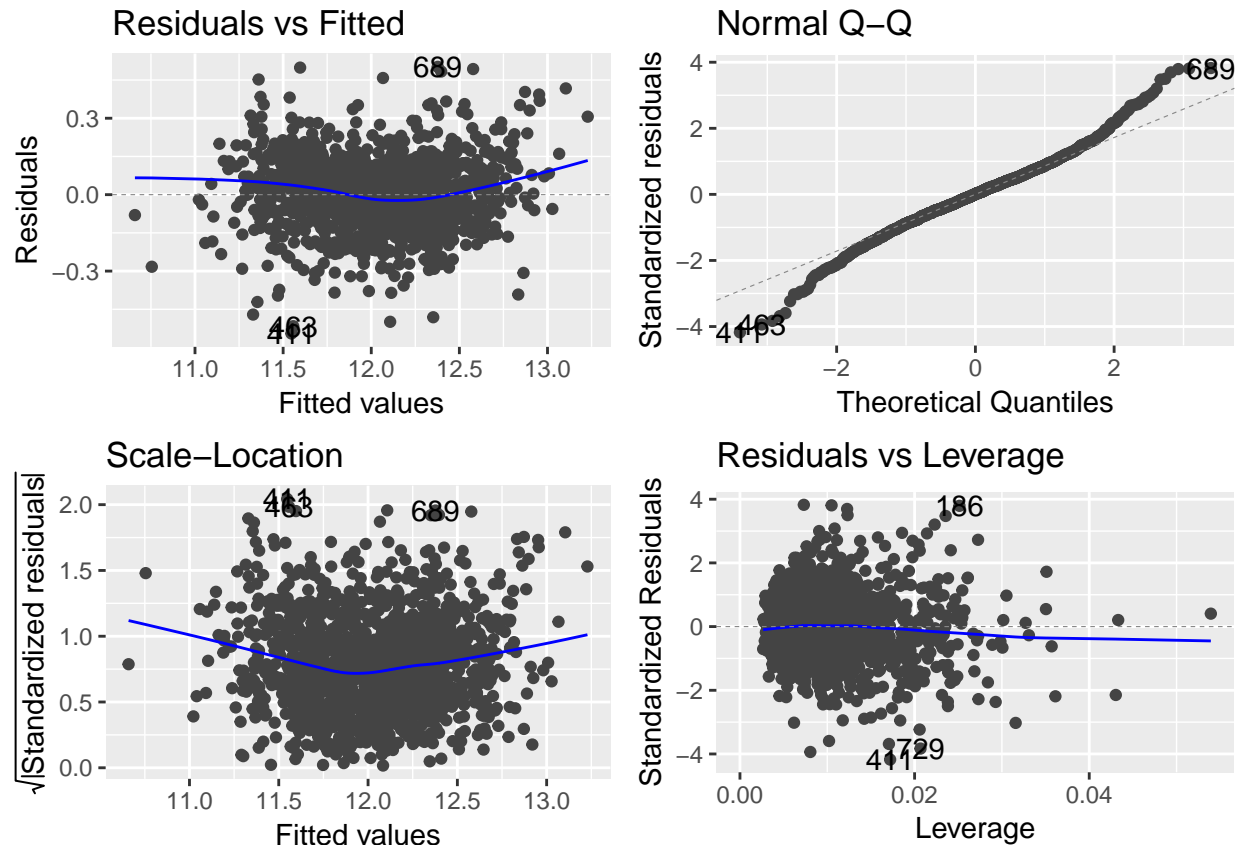 Residuals vs Fitted
Residuals
0.3
0.0
−0.3
689
463
411
11.0 11.5 12.0 12.5 13.0
Fitted values
Normal Q−Q
Standardized residuals
4
2
0
−2
−4
689
463
411
−2 0 2
Theoretical Quantiles
Scale−Location
√|Standardized residuals|
2.0
1.5
1.0
0.5
0.0
411
463
689
11.0 11.5 12.0 12.5 13.0
Fitted values
Residuals vs Leverage
Standardized Residuals
4
2
0
−2
−4
186
729
411
0.00 0.02 0.04
Leverage